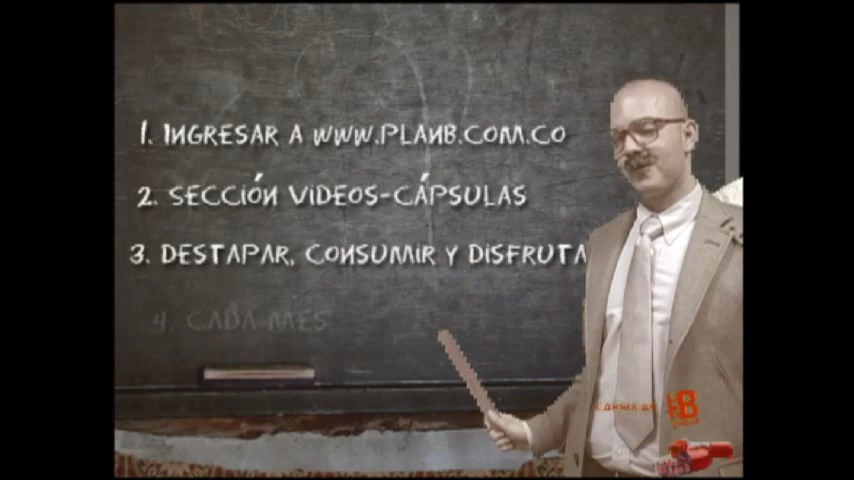 1. INGRESAR A WWW.PLANB.COM.CO
2. SECCIÓN VIDEOS-CÁPSULAS
3. DESTAPAR, CONSUMIR Y DISFRUTA
4. CADA MES
B